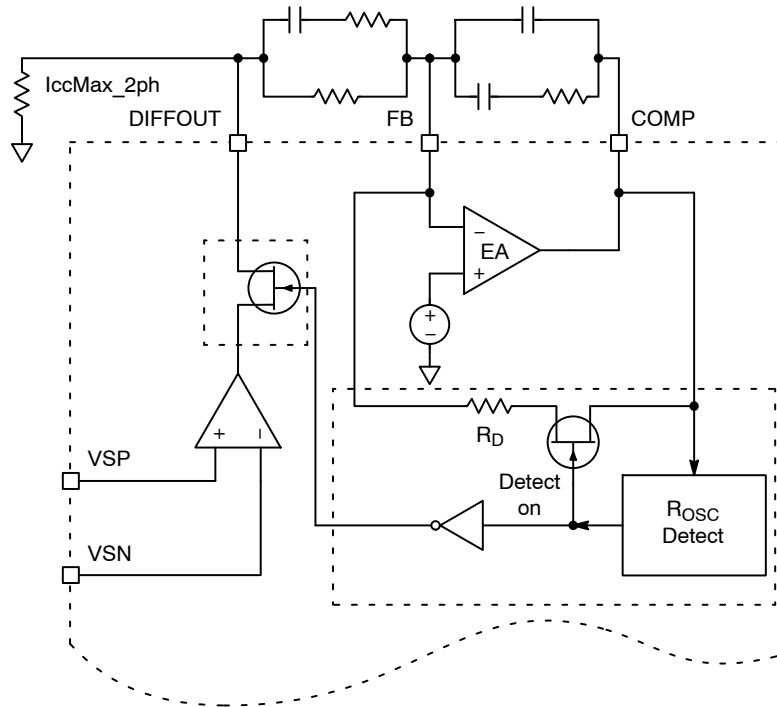 IccMax_2ph
DIFFOUT
FB
COMP
−
EA
+
+
−
R_D
+ −
VSP
Detect
on
R_OSC
Detect
VSN